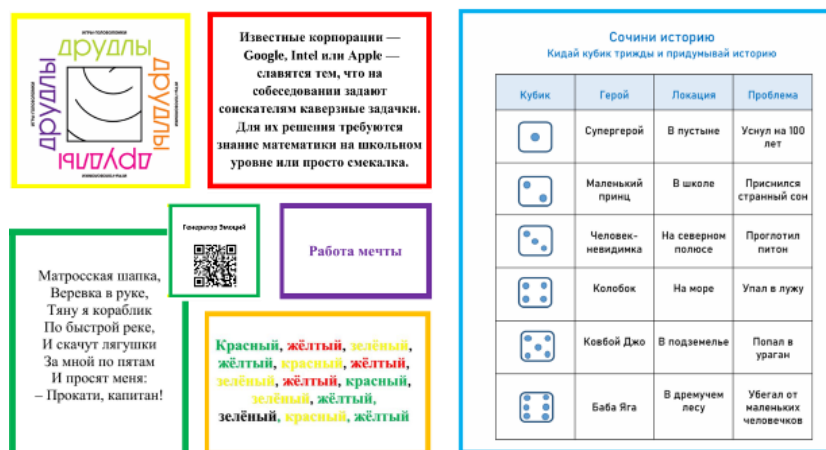 ИГРЫ-ГОЛОВОЛОМКИ
друдлы
друдлы
друдлы
друдлы
Известные корпорации —
Google, Intel или Apple —
славятся тем, что на
собеседовании задают
соискателям каверзные задачки.
Для их решения требуются
знание математики на школьном
уровне или просто смекалка.
Генератор Эмоций
Работа мечты
Матросская шапка,
Веревка в руке,
Тяну я кораблик
По быстрой реке,
И скачут лягушки
За мной по пятам
И просят меня:
– Прокати, капитан!
Красный, жёлтый, зелёный,
жёлтый, красный, жёлтый,
зелёный, жёлтый, красный,
зелёный, жёлтый,
зелёный, красный, жёлтый
Сочини историю
Кидай кубик трижды и придумывай историю
Кубик Герой Локация Проблема
Супергерой В пустыне Уснул на 100 лет
Маленький принц В школе Приснился странный сон
Человек-невидимка На северном полюсе Проглотил питон
Колобок На море Упал в лужу
Ковбой Джо В подземелье Попал в ураган
Баба Яга В дремучем лесу Убегал от маленьких человечков